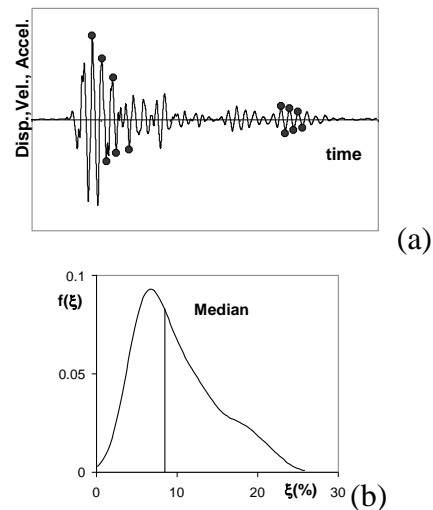 Disp.,Vel., Accel.
time
(a)
0.1
f(ξ)
Median
0.05
0
0
10
20
30
ξ(%)
(b)